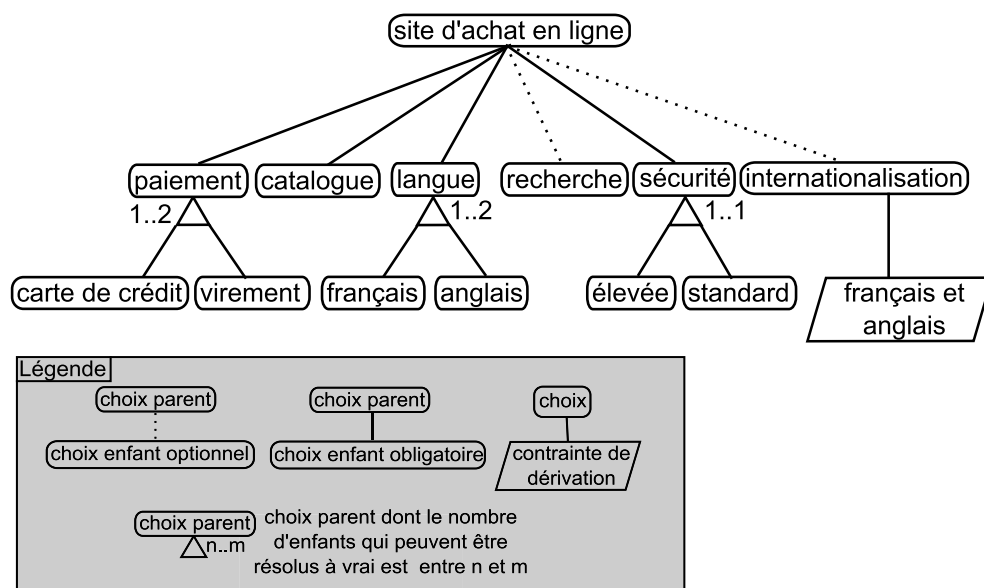 site d'achat en ligne
paiement
catalogue
langue
recherche
sécurité
internationalisation
1..2
1..2
1..1
carte de crédit
virement
français
anglais
élevée
standard
français et
anglais
Légende
choix parent
choix parent
choix
choix enfant optionnel
choix enfant obligatoire
contrainte de
dérivation
choix parent
n..m
choix parent dont le nombre
d'enfants qui peuvent être
résolus à vrai est entre n et m